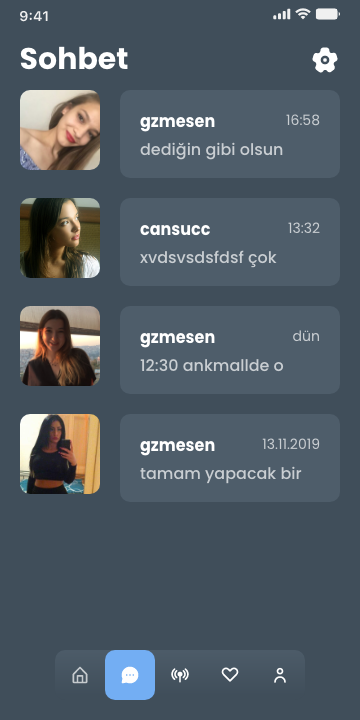 9:41
Sohbet
gzmesen 16:58
dediğin gibi olsun
cansucc 13:32
xvdsvsdsfdsf çok
gzmesen dün
12:30 ankmallde o
gzmesen 13.11.2019
tamam yapacak bir